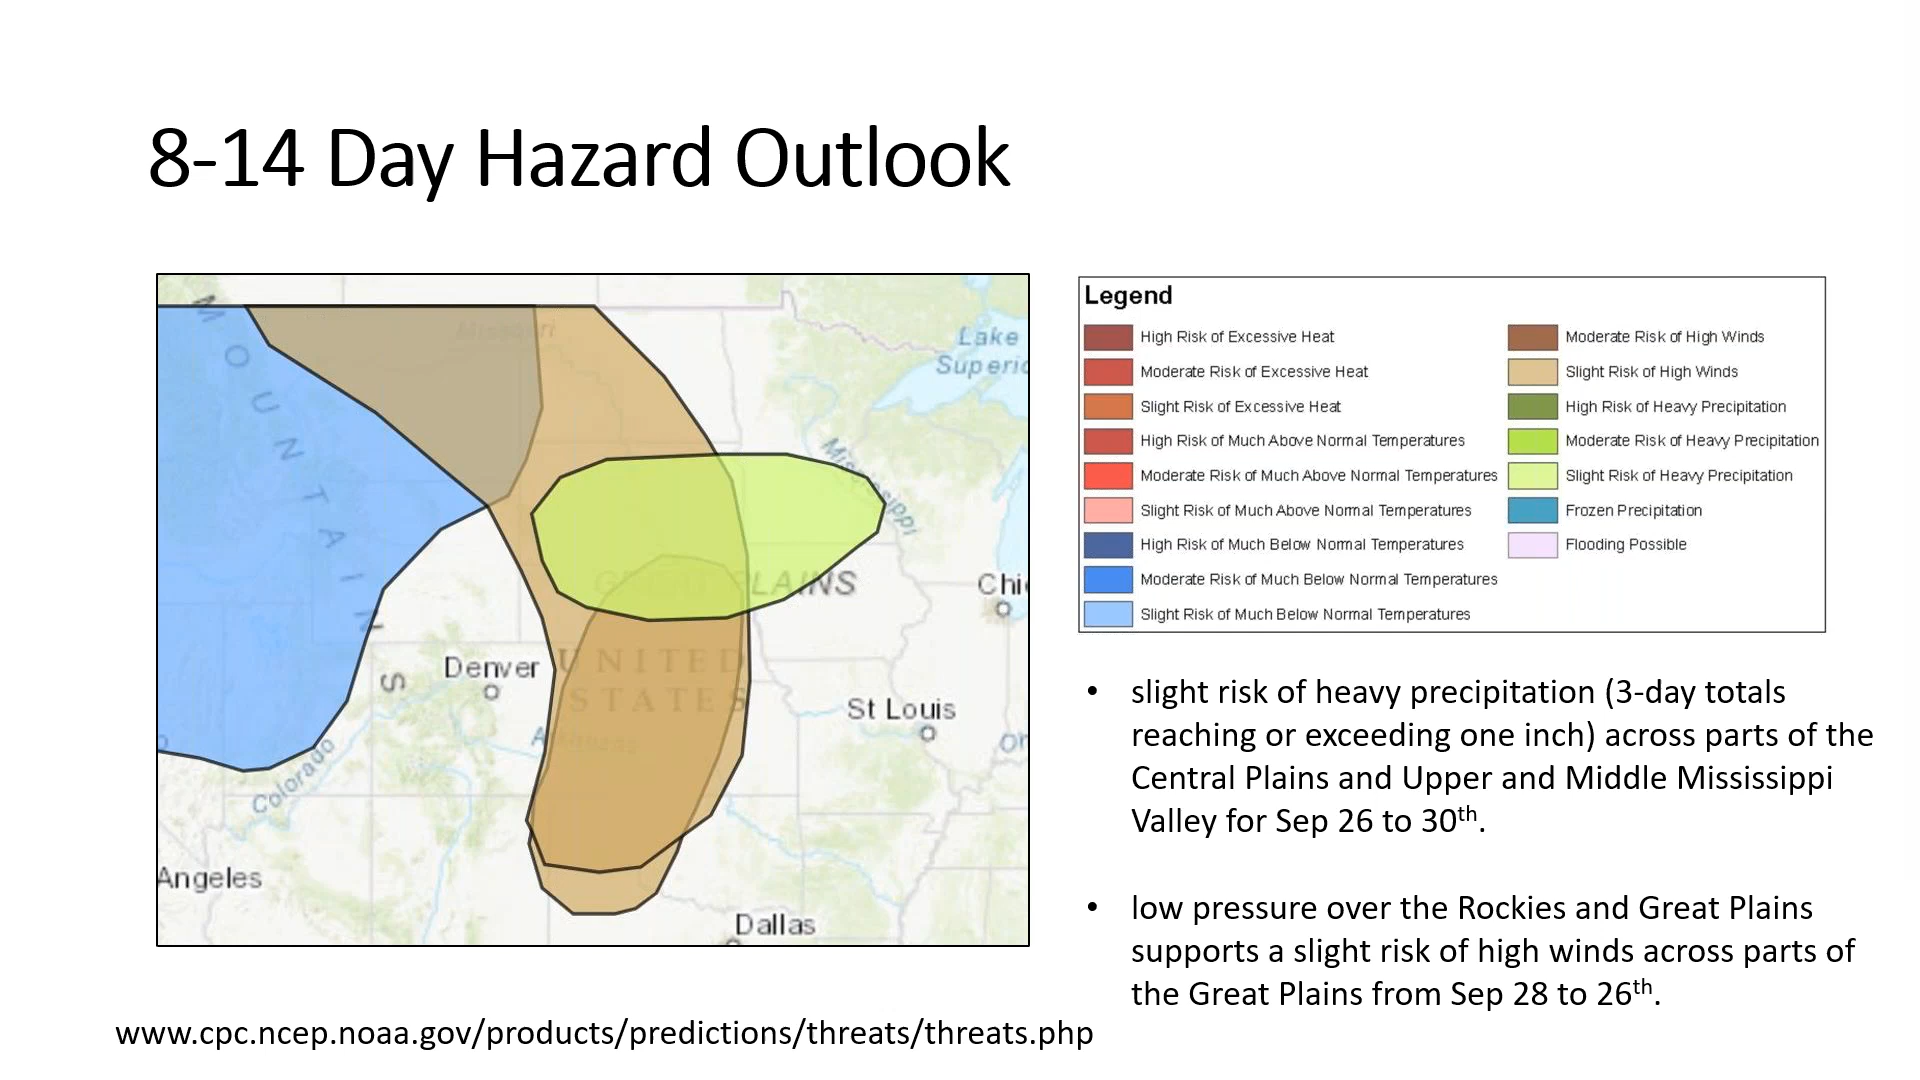 8-14 Day Hazard Outlook
MOUNTAINS
Missouri
Lake
Superio
Mississippi
GREAT PLAINS
Chi
Denver
UNITED
STATES
Arkansas
St Louis
Colorado
Angeles
Dallas
Legend
High Risk of Excessive Heat
Moderate Risk of Excessive Heat
Slight Risk of Excessive Heat
High Risk of Much Above Normal Temperatures
Moderate Risk of Much Above Normal Temperatures
Slight Risk of Much Above Normal Temperatures
High Risk of Much Below Normal Temperatures
Moderate Risk of Much Below Normal Temperatures
Slight Risk of Much Below Normal Temperatures
Moderate Risk of High Winds
Slight Risk of High Winds
High Risk of Heavy Precipitation
Moderate Risk of Heavy Precipitation
Slight Risk of Heavy Precipitation
Frozen Precipitation
Flooding Possible
• slight risk of heavy precipitation (3-day totals
reaching or exceeding one inch) across parts of the
Central Plains and Upper and Middle Mississippi
Valley for Sep 26 to 30th.
• low pressure over the Rockies and Great Plains
supports a slight risk of high winds across parts of
the Great Plains from Sep 28 to 26th.
www.cpc.ncep.noaa.gov/products/predictions/threats/threats.php